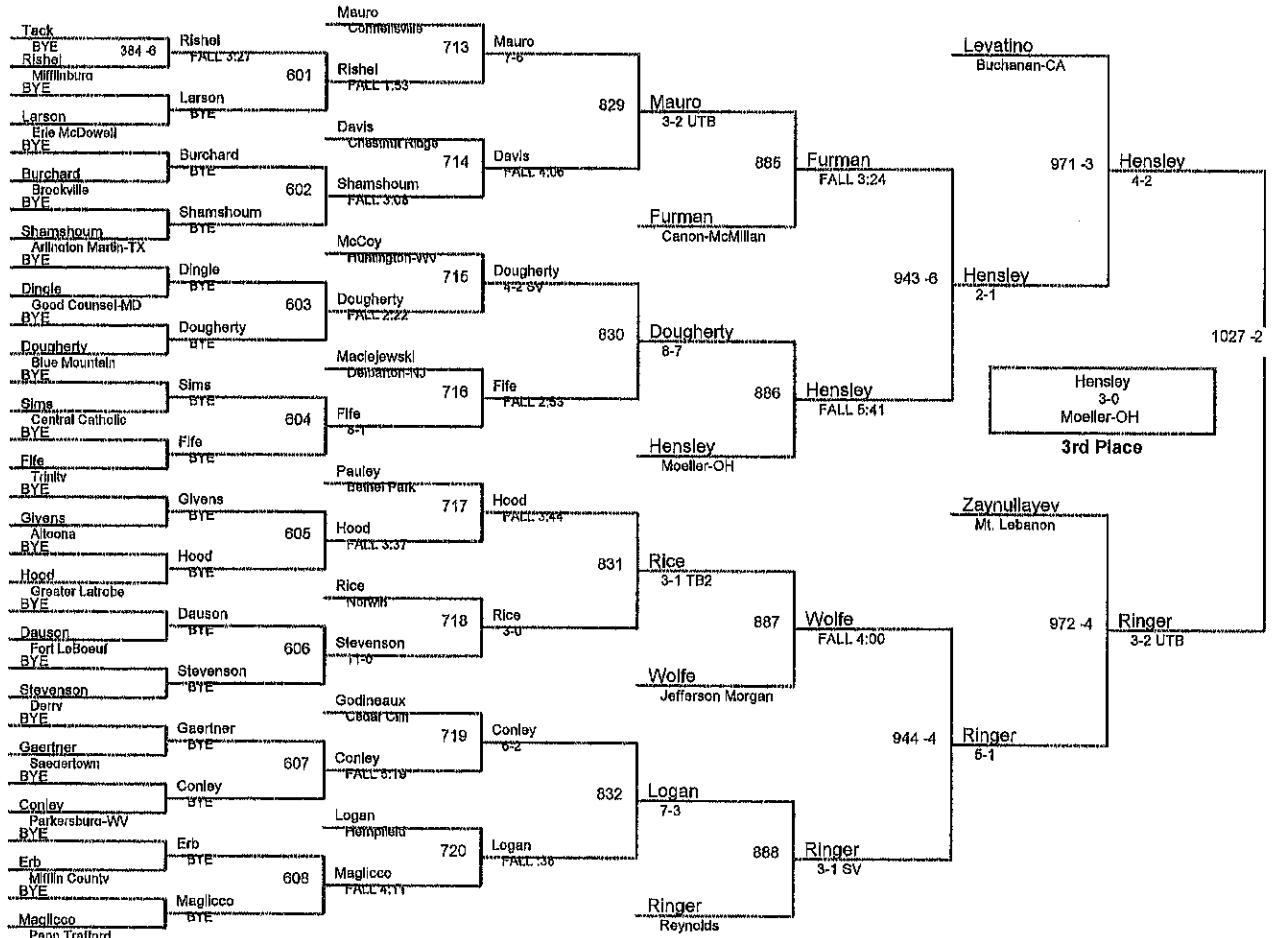 Tack
BYE
384 -6
Rishel
Mifflinburg
BYE
Larson
Erie McDowell
BYE
Burchard
Brookville
BYE
Shamshoum
Arlington Martin-TX
BYE
Dingle
Good Counsel-MD
BYE
Dougherty
Blue Mountain
BYE
Sims
Central Catholic
BYE
Fife
Trinity
BYE
Givens
Altoona
BYE
Hood
Greater Latrobe
BYE
Dauson
Fort LeBoeuf
BYE
Stevenson
Derry
BYE
Gaertner
Saegertown
BYE
Conley
Parkersburg-WV
BYE
Erb
Mifflin County
BYE
Maglicco
Penn Trafford
Rishel
FALL 3:27
601
Larson
BYE
Burchard
BYE
602
Shamshoum
BYE
Dingle
BYE
603
Dougherty
BYE
Sims
BYE
604
Fife
BYE
Givens
BYE
605
Hood
BYE
Dauson
BYE
606
Stevenson
BYE
Gaertner
BYE
607
Conley
BYE
Erb
BYE
608
Maglicco
BYE
Mauro
Connellsville
713
Rishel
FALL 1:53
Davis
Chestnut Ridge
714
Shamshoum
FALL 3:08
McCoy
Huntington-WV
715
Dougherty
FALL 2:22
Maciejewski
Delbarton-NJ
716
Fife
8-1
Pauley
Bethel Park
717
Hood
FALL 3:37
Rice
Norwin
718
Stevenson
11-0
Godineaux
Cedar Cliff
719
Conley
FALL 5:19
Logan
Hempfield
720
Maglicco
FALL 4:11
Mauro
7-6
829
Davis
FALL 4:06
Dougherty
4-2 SV
830
Fife
FALL 2:53
Hood
FALL 3:44
831
Rice
3-0
Conley
6-2
832
Logan
FALL :36
Mauro
3-2 UTB
885
Furman
Canon-McMillan
Dougherty
8-7
886
Hensley
Moeller-OH
Rice
3-1 TB2
887
Wolfe
Jefferson Morgan
Logan
7-3
888
Ringer
Reynolds
Furman
FALL 3:24
943 -6
Hensley
FALL 5:41
Wolfe
FALL 4:00
944 -4
Ringer
3-1 SV
Levatino
Buchanan-CA
971 -3
Hensley
2-1
Zaynullayev
Mt. Lebanon
972 -4
Ringer
5-1
Hensley
4-2
1027 -2
Ringer
3-2 UTB
Hensley
3-0
Moeller-OH
3rd Place